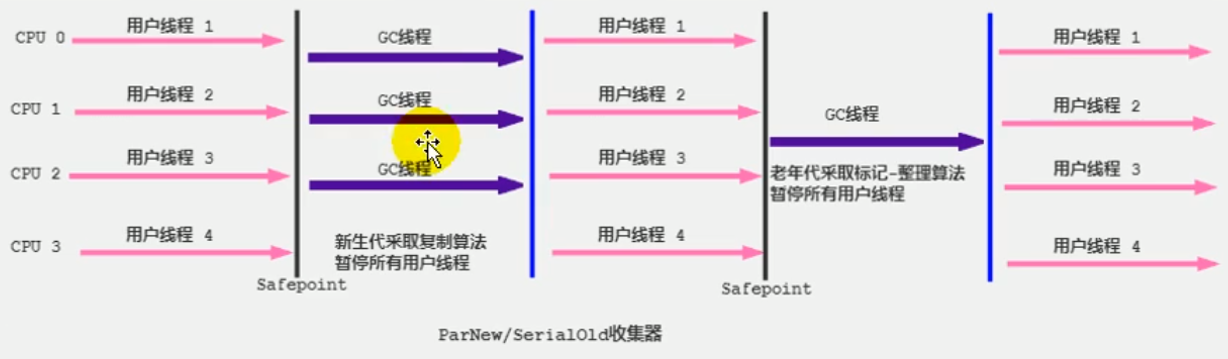 CPU 0
用户线程 1
GC线程
用户线程 1
用户线程 1
CPU 1
用户线程 2
GC线程
用户线程 2
GC线程
用户线程 2
CPU 2
用户线程 3
GC线程
用户线程 3
老年代采取标记-整理算法
暂停所有用户线程
用户线程 3
CPU 3
用户线程 4
新生代采取复制算法
暂停所有用户线程
用户线程 4
用户线程 4
Safepoint
Safepoint
ParNew/SerialOld收集器